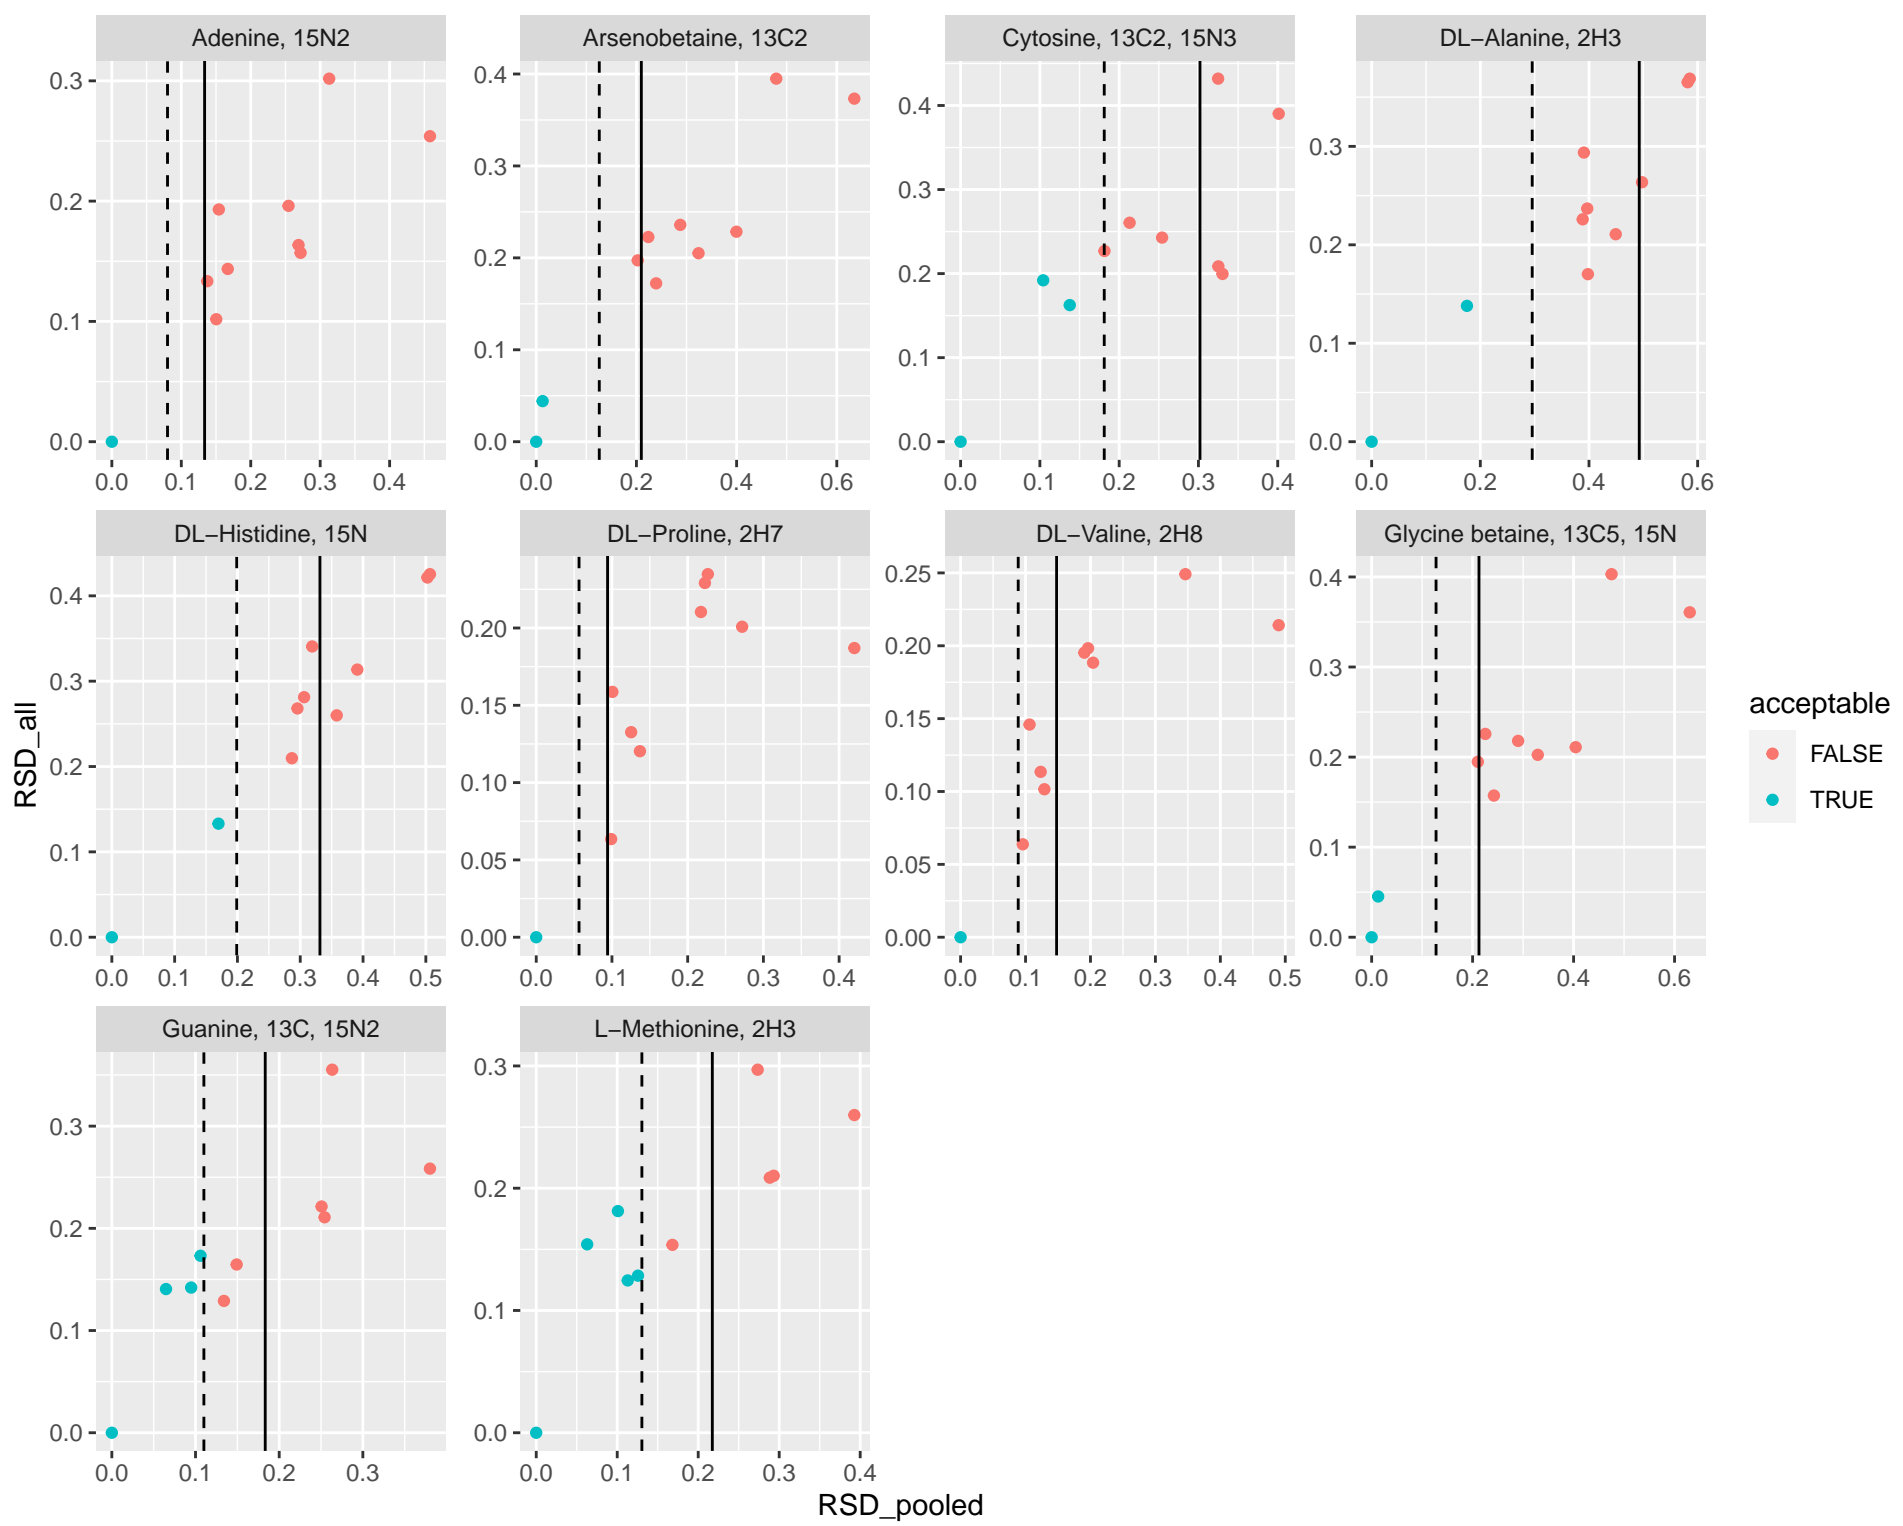 Adenine, 15N2
Arsenobetaine, 13C2
Cytosine, 13C2, 15N3
DL−Alanine, 2H3
0.3
0.2
0.1
0.0
0.0 0.1 0.2 0.3 0.4
0.4
0.3
0.2
0.1
0.0
0.0 0.2 0.4 0.6
0.4
0.3
0.2
0.1
0.0
0.0 0.1 0.2 0.3 0.4
0.3
0.2
0.1
0.0
0.0 0.2 0.4 0.6
DL−Histidine, 15N
DL−Proline, 2H7
DL−Valine, 2H8
Glycine betaine, 13C5, 15N
0.4
0.3
0.2
0.1
0.0
0.0 0.1 0.2 0.3 0.4 0.5
0.20
0.15
0.10
0.05
0.00
0.0 0.1 0.2 0.3 0.4
0.25
0.20
0.15
0.10
0.05
0.00
0.0 0.1 0.2 0.3 0.4 0.5
0.4
0.3
0.2
0.1
0.0
0.0 0.2 0.4 0.6
Guanine, 13C, 15N2
L−Methionine, 2H3
0.3
0.2
0.1
0.0
0.0 0.1 0.2 0.3
0.3
0.2
0.1
0.0
0.0 0.1 0.2 0.3 0.4
RSD_pooled
RSD_all
acceptable
FALSE
TRUE